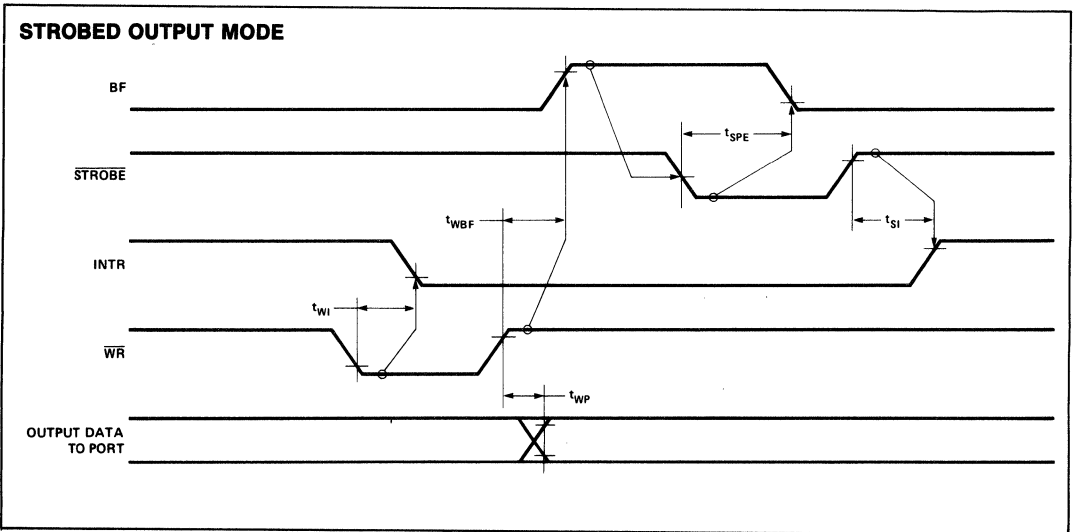 STROBED OUTPUT MODE
BF
t_SPE
STROBE
t_WBF
t_SI
INTR
t_WI
WR
t_WP
OUTPUT DATA
TO PORT